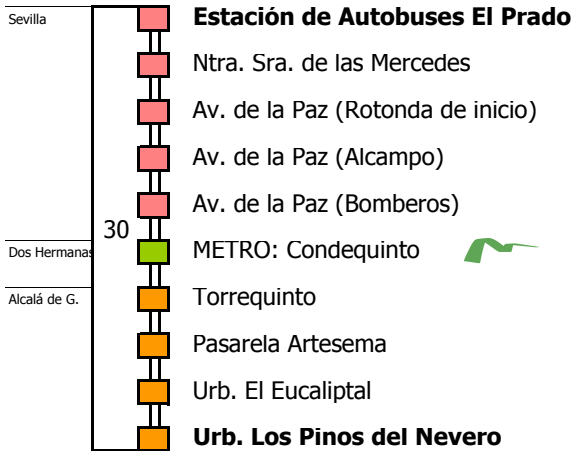 Sevilla
Estación de Autobuses El Prado
Ntra. Sra. de las Mercedes
Av. de la Paz (Rotonda de inicio)
Av. de la Paz (Alcampo)
Av. de la Paz (Bomberos)
30
Dos Hermanas
METRO: Condequinto
Alcalá de G.
Torrequinto
Pasarela Artesema
Urb. El Eucaliptal
Urb. Los Pinos del Nevero